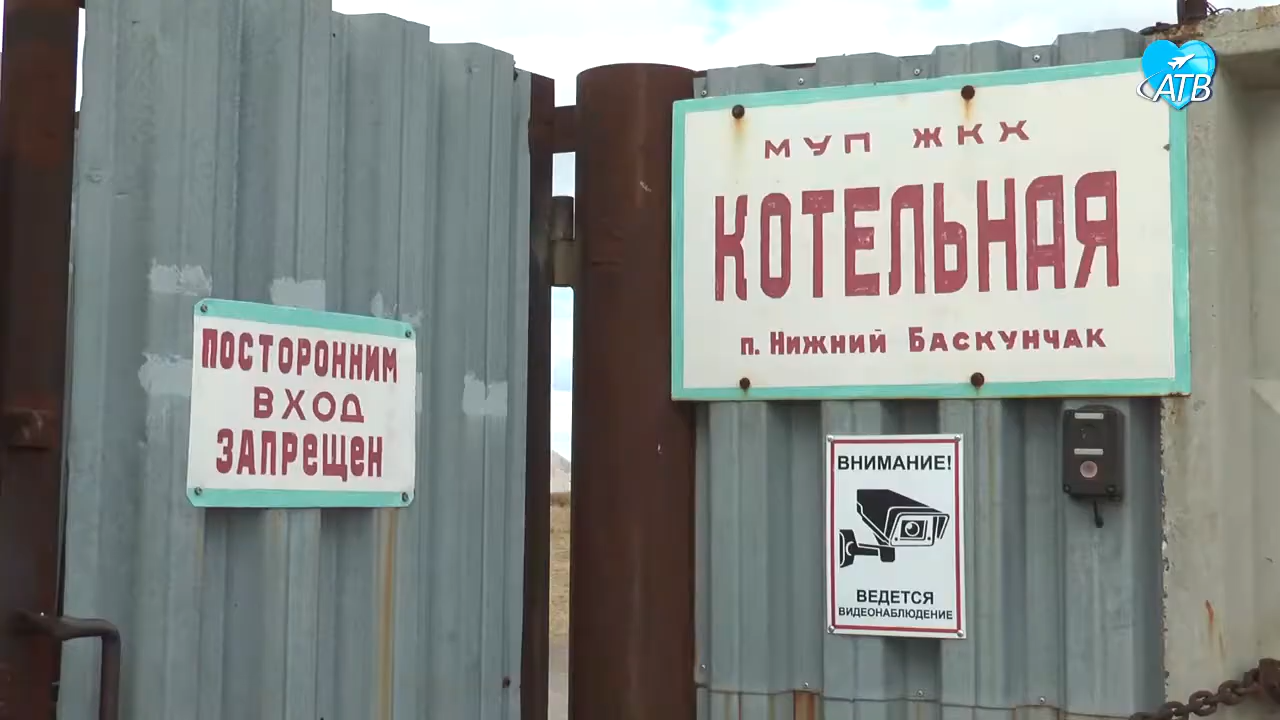 АТВ
МУП ЖКХ
КОТЕЛЬНАЯ
п. Нижний Баскунчак
ПОСТОРОННИМ
ВХОД
ЗАПРЕЩЕН
ВНИМАНИЕ!
ВЕДЕТСЯ
ВИДЕОНАБЛЮДЕНИЕ